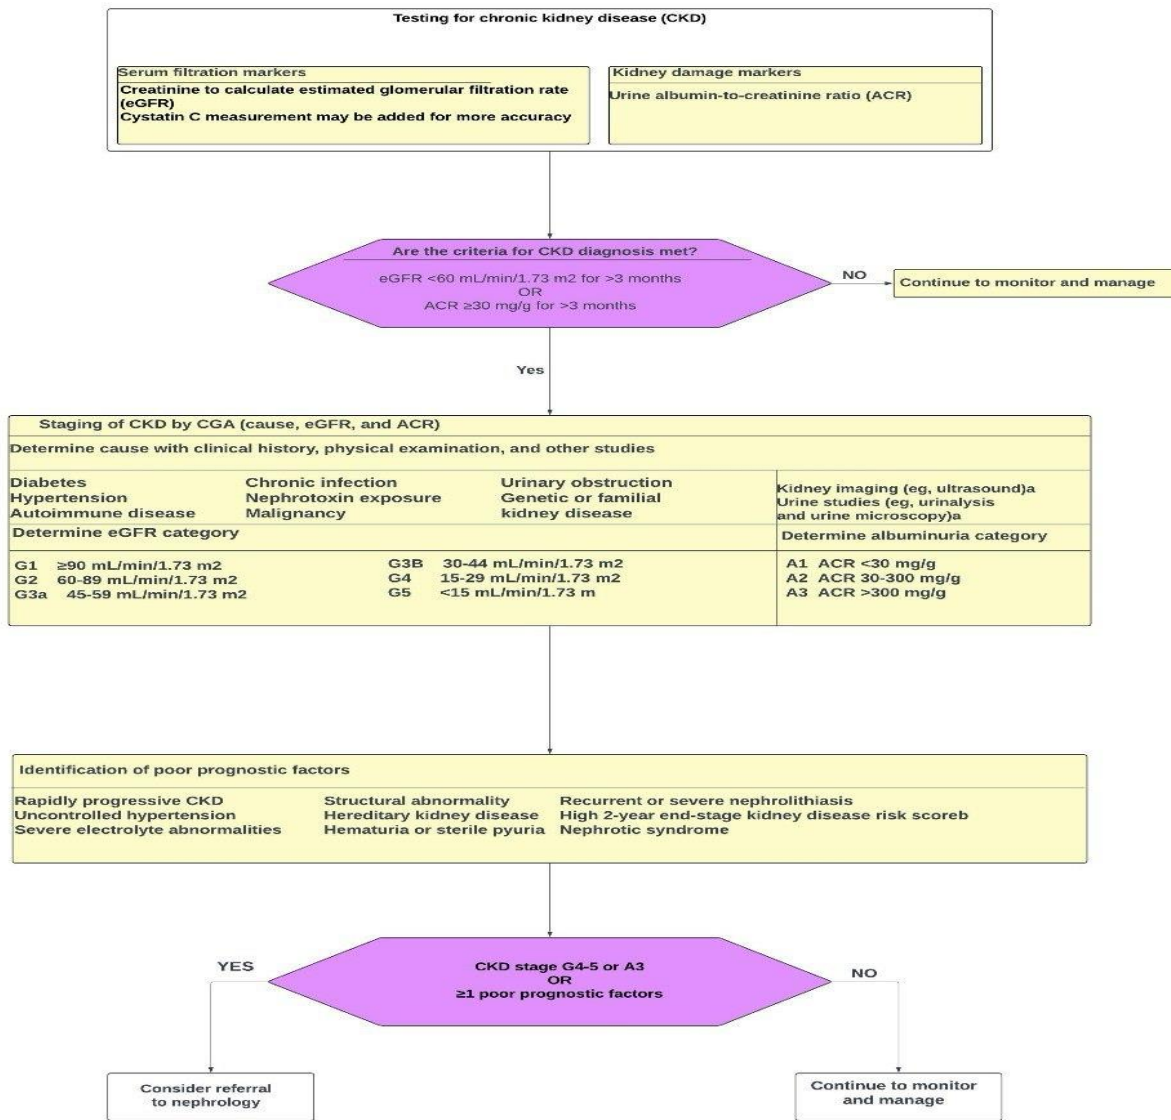 Testing for chronic kidney disease (CKD)
Serum filtration markers
Creatinine to calculate estimated glomerular filtration rate
(eGFR)
Cystatin C measurement may be added for more accuracy
Kidney damage markers
Urine albumin-to-creatinine ratio (ACR)
Are the criteria for CKD diagnosis met?
eGFR <60 mL/min/1.73 m2 for >3 months
OR
ACR ≥30 mg/g for >3 months
NO
Continue to monitor and manage
Yes
Staging of CKD by CGA (cause, eGFR, and ACR)
Determine cause with clinical history, physical examination, and other studies
Diabetes
Hypertension
Autoimmune disease
Chronic infection
Nephrotoxin exposure
Malignancy
Urinary obstruction
Genetic or familial
kidney disease
Kidney imaging (eg, ultrasound)a
Urine studies (eg, urinalysis
and urine microscopy)a
Determine eGFR category
G1 ≥90 mL/min/1.73 m2
G2 60-89 mL/min/1.73 m2
G3a 45-59 mL/min/1.73 m2
G3B 30-44 mL/min/1.73 m2
G4 15-29 mL/min/1.73 m2
G5 <15 mL/min/1.73 m
Determine albuminuria category
A1 ACR <30 mg/g
A2 ACR 30-300 mg/g
A3 ACR >300 mg/g
Identification of poor prognostic factors
Rapidly progressive CKD
Uncontrolled hypertension
Severe electrolyte abnormalities
Structural abnormality
Hereditary kidney disease
Hematuria or sterile pyuria
Recurrent or severe nephrolithiasis
High 2-year end-stage kidney disease risk scoreb
Nephrotic syndrome
CKD stage G4-5 or A3
OR
≥1 poor prognostic factors
YES
NO
Consider referral
to nephrology
Continue to monitor
and manage